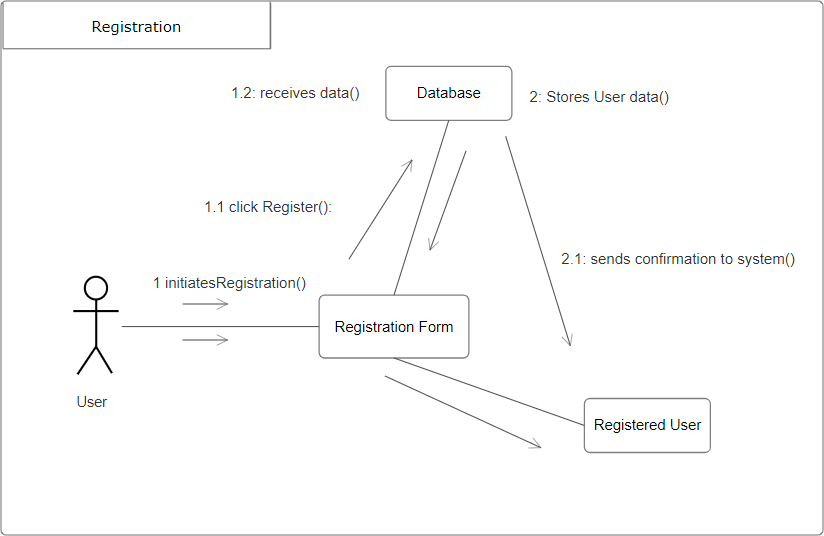 Registration
1.2: receives data()
Database
2: Stores User data()
1.1 click Register():
2.1: sends confirmation to system()
1 initiatesRegistration()
Registration Form
User
Registered User